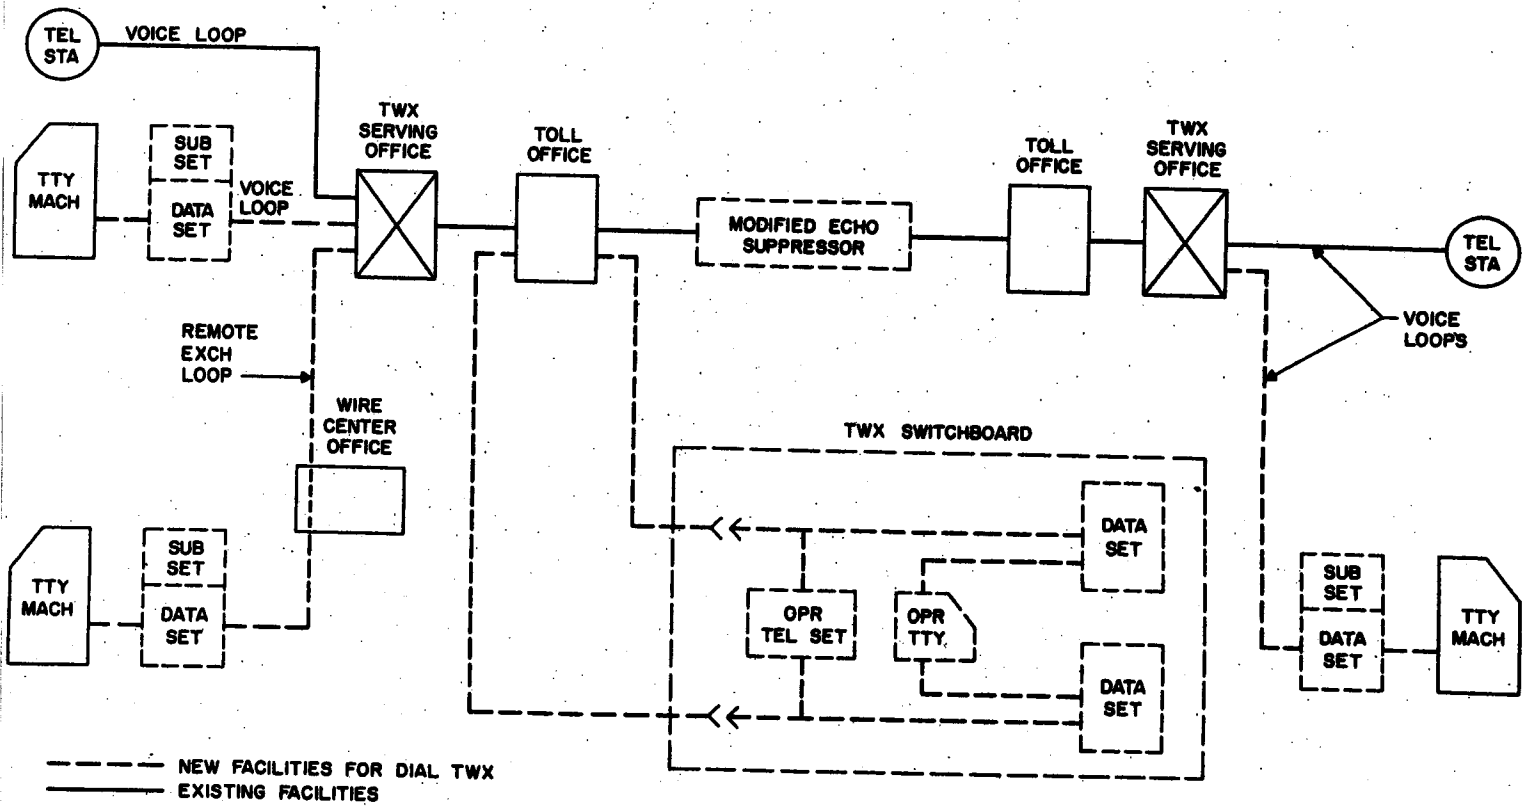 TEL
STA
VOICE LOOP
TTY
MACH
SUB
SET
DATA
SET
VOICE
LOOP
TWX
SERVING
OFFICE
TOLL
OFFICE
MODIFIED ECHO
SUPPRESSOR
TOLL
OFFICE
TWX
SERVING
OFFICE
TEL
STA
VOICE
LOOP'S
REMOTE
EXCH
LOOP
WIRE
CENTER
OFFICE
TTY
MACH
SUB
SET
DATA
SET
TWX SWITCHBOARD
DATA
SET
OPR
TEL SET
OPR
TTY
DATA
SET
SUB
SET
DATA
SET
TTY
MACH
NEW FACILITIES FOR DIAL TWX
EXISTING FACILITIES